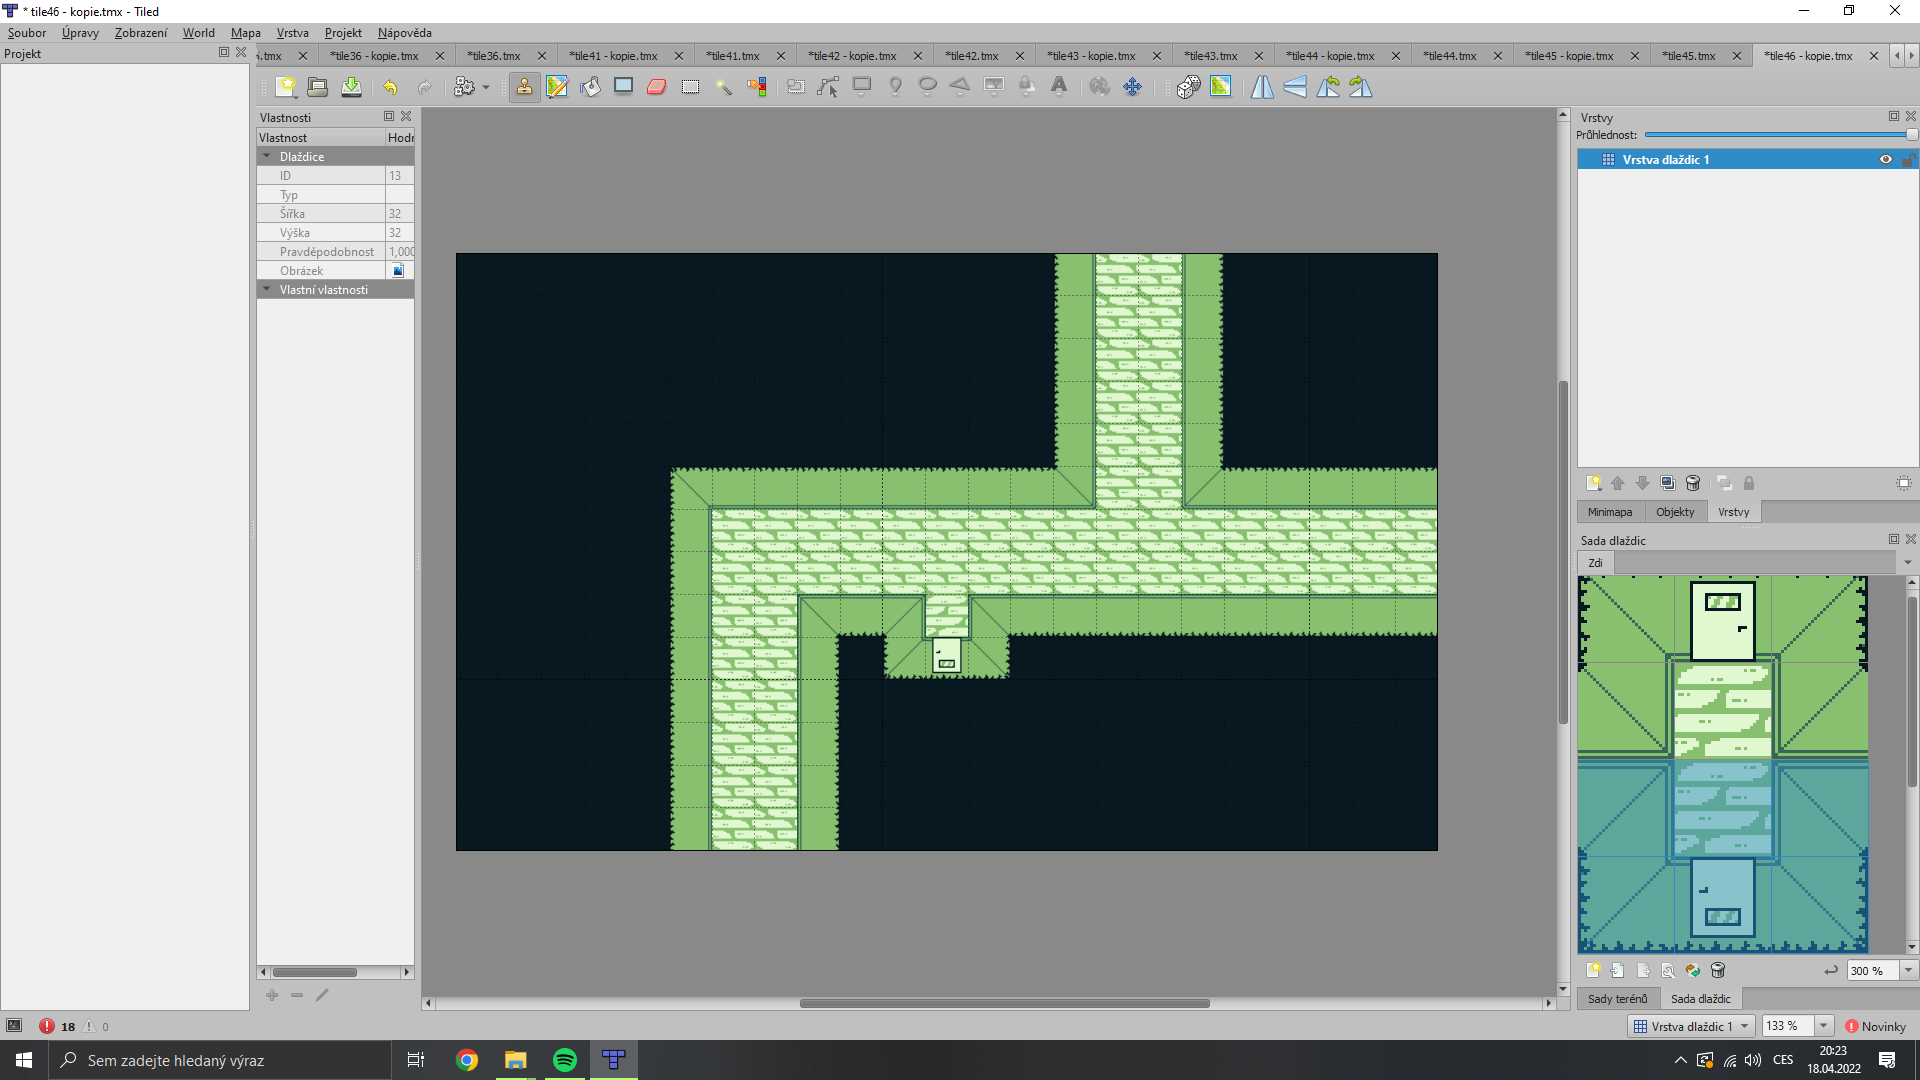 * tile46 - kopie.tmx - Tiled
Soubor Úpravy Zobrazení World Mapa Vrstva Projekt Nápověda
Projekt
.tmx *tile36 - kopie.tmx *tile36.tmx *tile41 - kopie.tmx *tile41.tmx *tile42 - kopie.tmx *tile42.tmx *tile43 - kopie.tmx *tile43.tmx *tile44 - kopie.tmx *tile44.tmx *tile45 - kopie.tmx *tile45.tmx *tile46 - kopie.tmx
Vlastnosti
Vlastnost Hodr
Dlaždice
ID 13
Typ
Šířka 32
Výška 32
Pravděpodobnost 1,000
Obrázek
Vlastní vlastnosti
Vrstvy
Průhlednost:
Vrstva dlaždic 1
Minimapa Objekty Vrstvy
Sada dlaždic
Zdi
300 %
Sady terénů Sada dlaždic
18 0
Vrstva dlaždic 1 133 % Novinky
Sem zadejte hledaný výraz
CES
20:23
18.04.2022